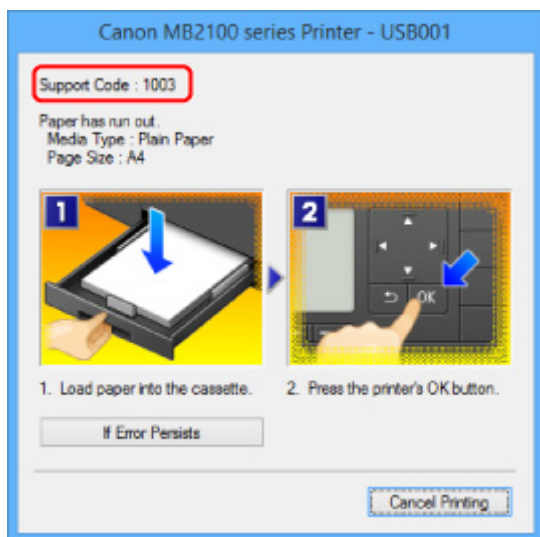 Canon MB2100 series Printer - USB001
Support Code : 1003
Paper has run out.
Media Type : Plain Paper
Page Size : A4
1
2
OK
1. Load paper into the cassette.
2. Press the printer's OK button.
If Error Persists
Cancel Printing